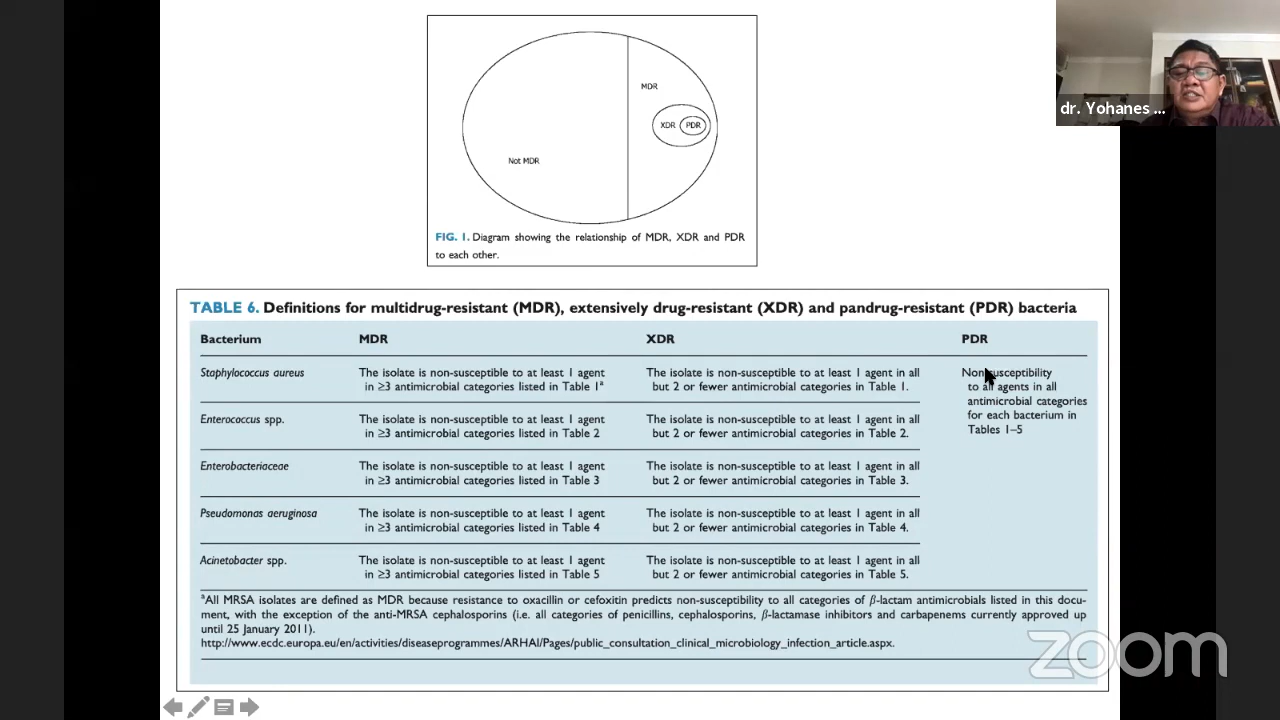 MDR
XDR
PDR
Not MDR
FIG. 1. Diagram showing the relationship of MDR, XDR and PDR
to each other.
dr. Yohanes ...
TABLE 6. Definitions for multidrug-resistant (MDR), extensively drug-resistant (XDR) and pandrug-resistant (PDR) bacteria
Bacterium MDR XDR PDR
Staphylococcus aureus The isolate is non-susceptible to at least 1 agent The isolate is non-susceptible to at least 1 agent in all Non-susceptibility
in ≥3 antimicrobial categories listed in Table 1ᵃ but 2 or fewer antimicrobial categories in Table 1. to all agents in all
antimicrobial categories
Enterococcus spp. The isolate is non-susceptible to at least 1 agent The isolate is non-susceptible to at least 1 agent in all for each bacterium in
in ≥3 antimicrobial categories listed in Table 2 but 2 or fewer antimicrobial categories in Table 2. Tables 1–5
Enterobacteriaceae The isolate is non-susceptible to at least 1 agent The isolate is non-susceptible to at least 1 agent in all
in ≥3 antimicrobial categories listed in Table 3 but 2 or fewer antimicrobial categories in Table 3.
Pseudomonas aeruginosa The isolate is non-susceptible to at least 1 agent The isolate is non-susceptible to at least 1 agent in all
in ≥3 antimicrobial categories listed in Table 4 but 2 or fewer antimicrobial categories in Table 4.
Acinetobacter spp. The isolate is non-susceptible to at least 1 agent The isolate is non-susceptible to at least 1 agent in all
in ≥3 antimicrobial categories listed in Table 5 but 2 or fewer antimicrobial categories in Table 5.
ᵃAll MRSA isolates are defined as MDR because resistance to oxacillin or cefoxitin predicts non-susceptibility to all categories of β-lactam antimicrobials listed in this docu-
ment, with the exception of the anti-MRSA cephalosporins (i.e. all categories of penicillins, cephalosporins, β-lactamase inhibitors and carbapenems currently approved up
until 25 January 2011).
http://www.ecdc.europa.eu/en/activities/diseaseprogrammes/ARHAI/Pages/public_consultation_clinical_microbiology_infection_article.aspx.
zoom